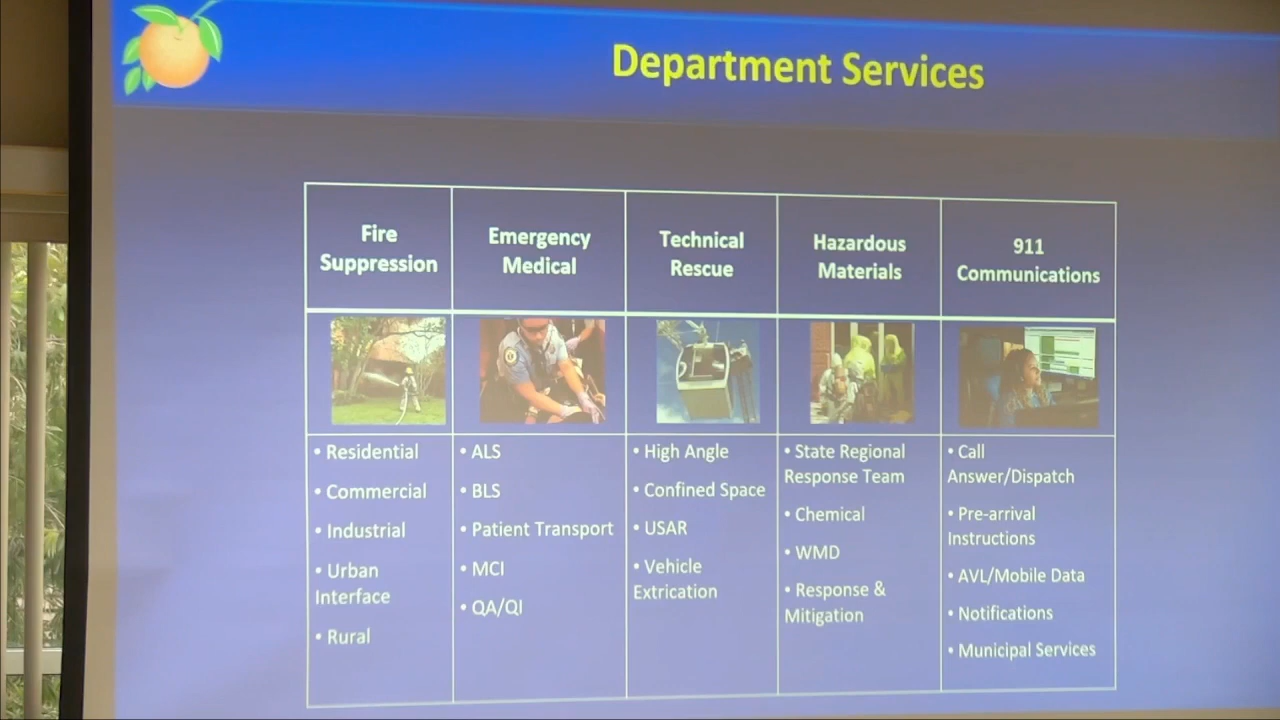 Department Services
Fire
Suppression
Emergency
Medical
Technical
Rescue
Hazardous
Materials
911
Communications
• Residential
• Commercial
• Industrial
• Urban
Interface
• Rural
• ALS
• BLS
• Patient Transport
• MCI
• QA/QI
• High Angle
• Confined Space
• USAR
• Vehicle
Extrication
• State Regional
Response Team
• Chemical
• WMD
• Response &
Mitigation
• Call
Answer/Dispatch
• Pre-arrival
Instructions
• AVL/Mobile Data
• Notifications
• Municipal Services